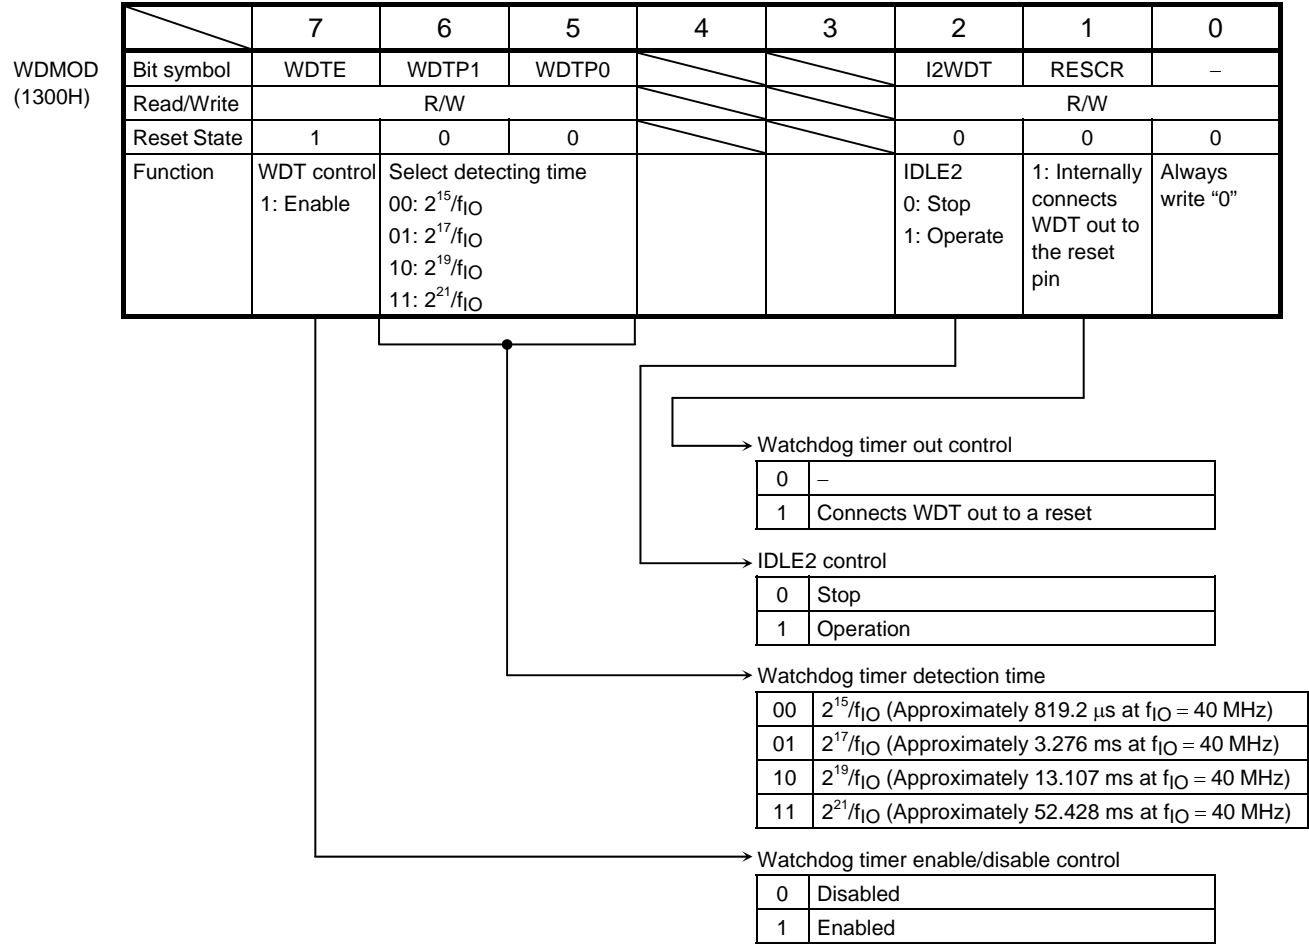 7 6 5 4 3 2 1 0
WDMOD
(1300H)
Bit symbol WDTE WDTP1 WDTP0 I2WDT RESCR –
Read/Write R/W R/W
Reset State 1 0 0 0 0 0
Function
WDT control
1: Enable
Select detecting time
00: 2^15/fIO
01: 2^17/fIO
10: 2^19/fIO
11: 2^21/fIO
IDLE2
0: Stop
1: Operate
1: Internally
connects
WDT out to
the reset
pin
Always
write “0”
Watchdog timer out control
0 –
1 Connects WDT out to a reset
IDLE2 control
0 Stop
1 Operation
Watchdog timer detection time
00 2^15/fIO (Approximately 819.2 μs at fIO = 40 MHz)
01 2^17/fIO (Approximately 3.276 ms at fIO = 40 MHz)
10 2^19/fIO (Approximately 13.107 ms at fIO = 40 MHz)
11 2^21/fIO (Approximately 52.428 ms at fIO = 40 MHz)
Watchdog timer enable/disable control
0 Disabled
1 Enabled